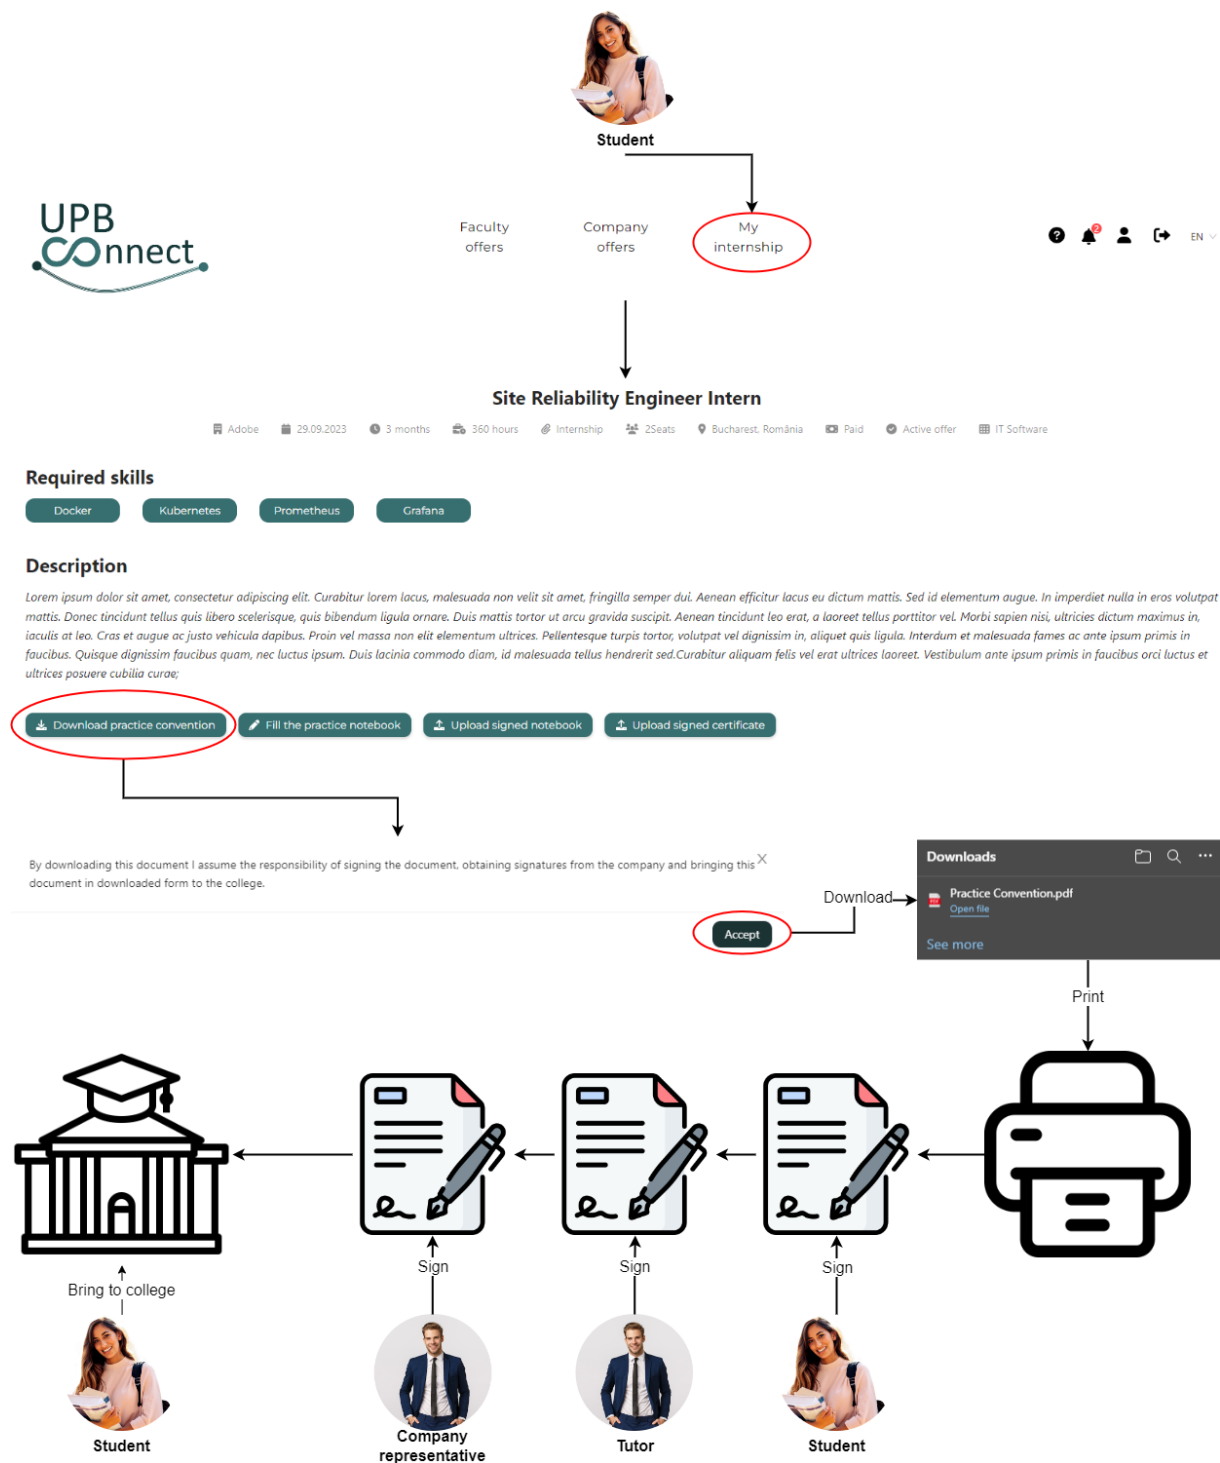 Student
UPB
COnnect
Faculty
offers
Company
offers
My
internship
2
EN
Site Reliability Engineer Intern
Adobe 29.09.2023 3 months 360 hours Internship 2Seats Bucharest, România Paid Active offer IT Software
Required skills
Docker Kubernetes Prometheus Grafana
Description
Lorem ipsum dolor sit amet, consectetur adipiscing elit. Curabitur lorem lacus, malesuada non velit sit amet, fringilla semper dui. Aenean efficitur lacus eu dictum mattis. Sed id elementum augue. In imperdiet nulla in eros volutpat
mattis. Donec tincidunt tellus quis libero scelerisque, quis bibendum ligula ornare. Duis mattis tortor ut arcu gravida suscipit. Aenean tincidunt leo erat, a laoreet tellus porttitor vel. Morbi sapien nisi, ultricies dictum maximus in,
iaculis at leo. Cras et augue ac justo vehicula dapibus. Proin vel massa non elit elementum ultrices. Pellentesque turpis tortor, volutpat vel dignissim in, aliquet quis ligula. Interdum et malesuada fames ac ante ipsum primis in
faucibus. Quisque dignissim faucibus quam, nec luctus ipsum. Duis lacinia commodo diam, id malesuada tellus hendrerit sed.Curabitur aliquam felis vel erat ultrices laoreet. Vestibulum ante ipsum primis in faucibus orci luctus et
ultrices posuere cubilia curae;
Download practice convention Fill the practice notebook Upload signed notebook Upload signed certificate
By downloading this document I assume the responsibility of signing the document, obtaining signatures from the company and bringing this
document in downloaded form to the college.
Accept
Download
Downloads
Practice Convention.pdf
Open file
See more
Print
Sign
Sign
Sign
Bring to college
Student
Company
representative
Tutor
Student